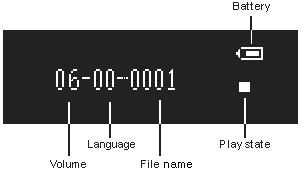 Battery
06-00-0001
Language
Play state
Volume
File name